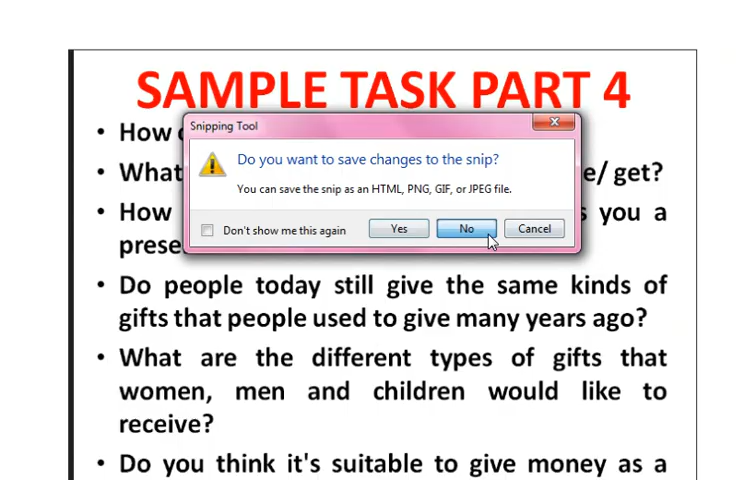 SAMPLE TASK PART 4
• How
Snipping Tool
Do you want to save changes to the snip?
• What e/ get?
You can save the snip as an HTML, PNG, GIF, or JPEG file.
• How s you a
Don't show me this again Yes No Cancel
prese
• Do people today still give the same kinds of
gifts that people used to give many years ago?
• What are the different types of gifts that
women, men and children would like to
receive?
• Do you think it's suitable to give money as a